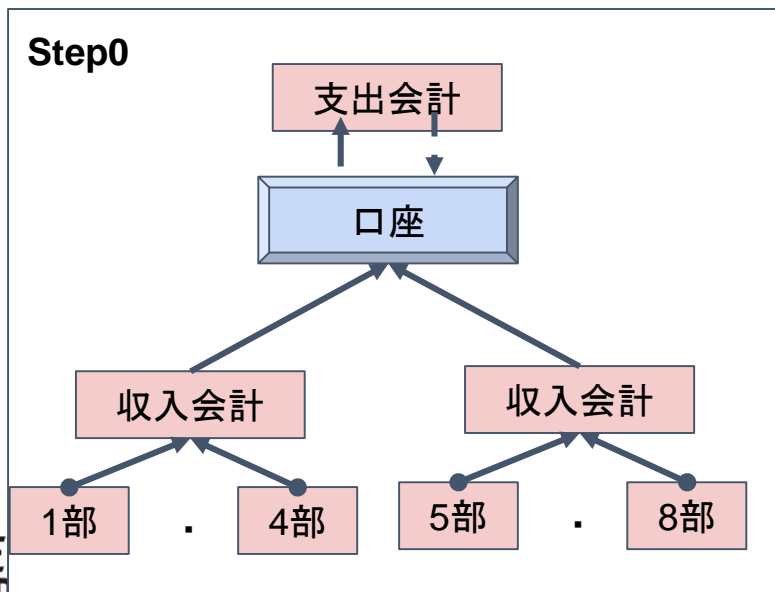 Step0
支出会計
口座
収入会計
収入会計
1部 . 4部
5部 . 8部